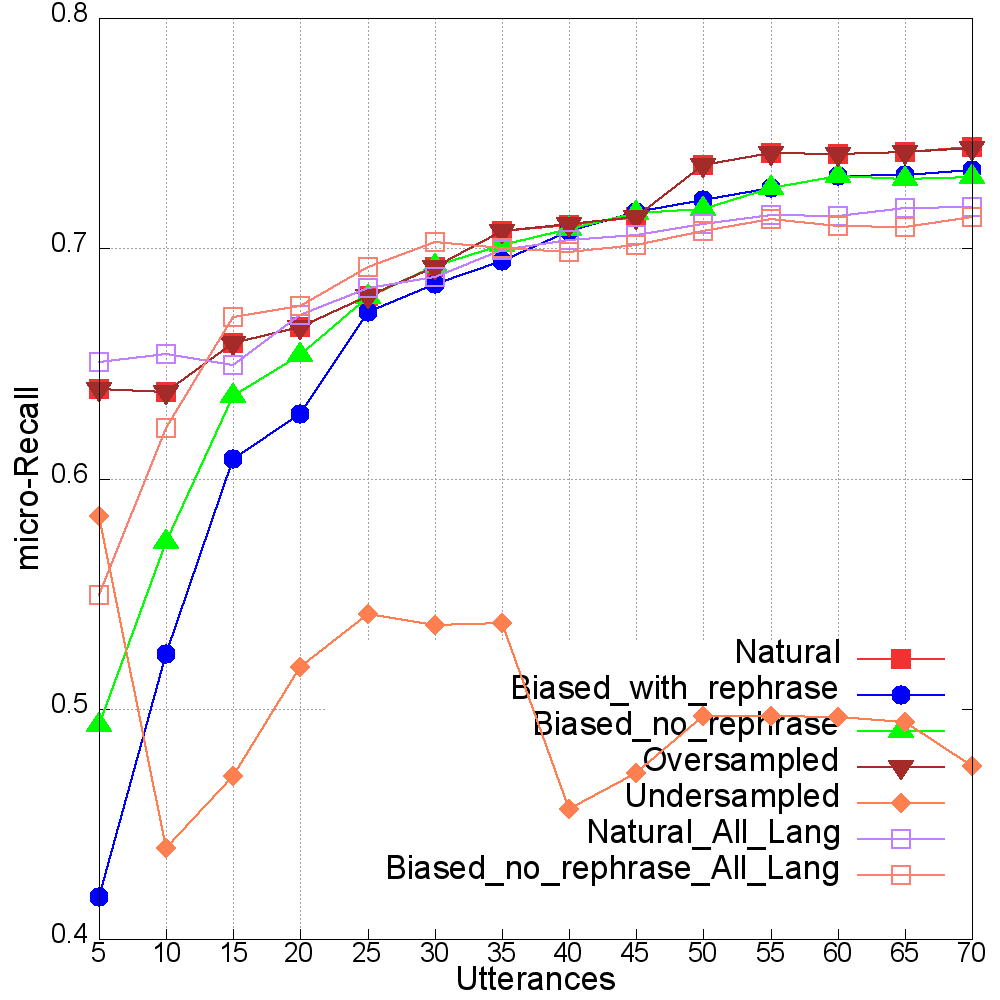 0.8
0.7
0.6
0.5
0.4
micro-Recall
Natural
Biased_with_rephrase
Biased_no_rephrase
Oversampled
Undersampled
Natural_All_Lang
Biased_no_rephrase_All_Lang
5 10 15 20 25 30 35 40 45 50 55 60 65 70
Utterances